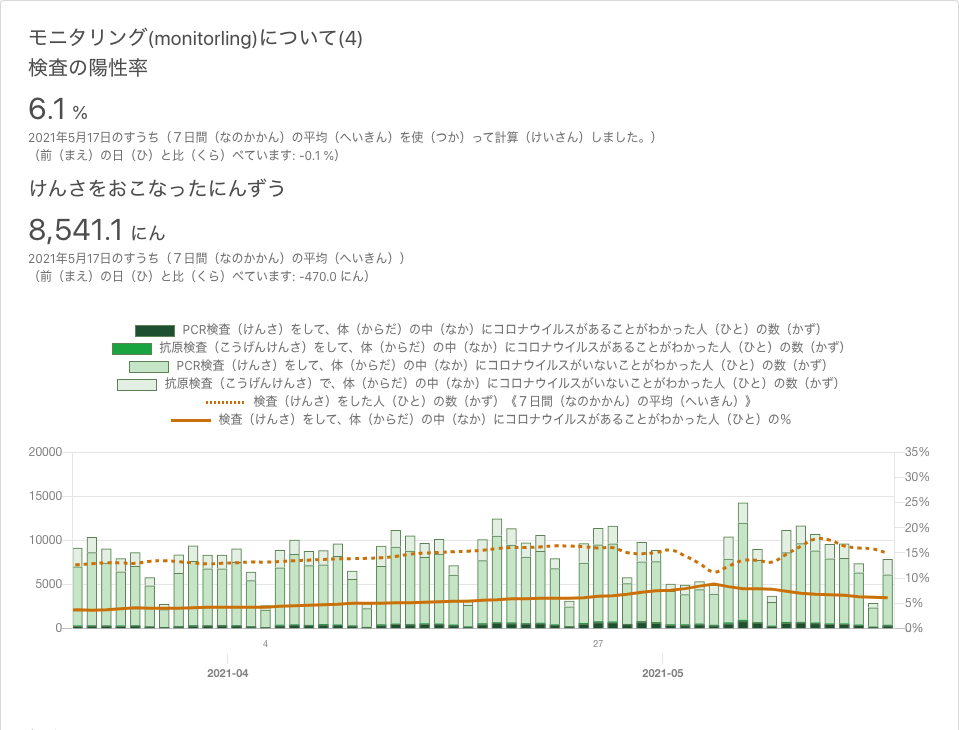 モニタリング(monitorling)について(4)
検査の陽性率
6.1 %
2021年5月17日のすうち（７日間（なのかかん）の平均（へいきん）を使（つか）って計算（けいさん）しました。）
（前（まえ）の日（ひ）と比（くら）べています: -0.1 %）
けんさをおこなったにんずう
8,541.1 にん
2021年5月17日のすうち（７日間（なのかかん）の平均（へいきん））
（前（まえ）の日（ひ）と比（くら）べています: -470.0 にん）
PCR検査（けんさ）をして、体（からだ）の中（なか）にコロナウイルスがあることがわかった人（ひと）の数（かず）
抗原検査（こうげんけんさ）をして、体（からだ）の中（なか）にコロナウイルスがあることがわかった人（ひと）の数（かず）
PCR検査（けんさ）をして、体（からだ）の中（なか）にコロナウイルスがいないことがわかった人（ひと）の数（かず）
抗原検査（こうげんけんさ）で、体（からだ）の中（なか）にコロナウイルスがいないことがわかった人（ひと）の数（かず）
検査（けんさ）をした人（ひと）の数（かず）《７日間（なのかかん）の平均（へいきん）》
検査（けんさ）をして、体（からだ）の中（なか）にコロナウイルスがあることがわかった人（ひと）の%
20000 35%
30%
15000 25%
20%
10000 15%
10%
5000 5%
0 0%
4 27
2021-04 2021-05